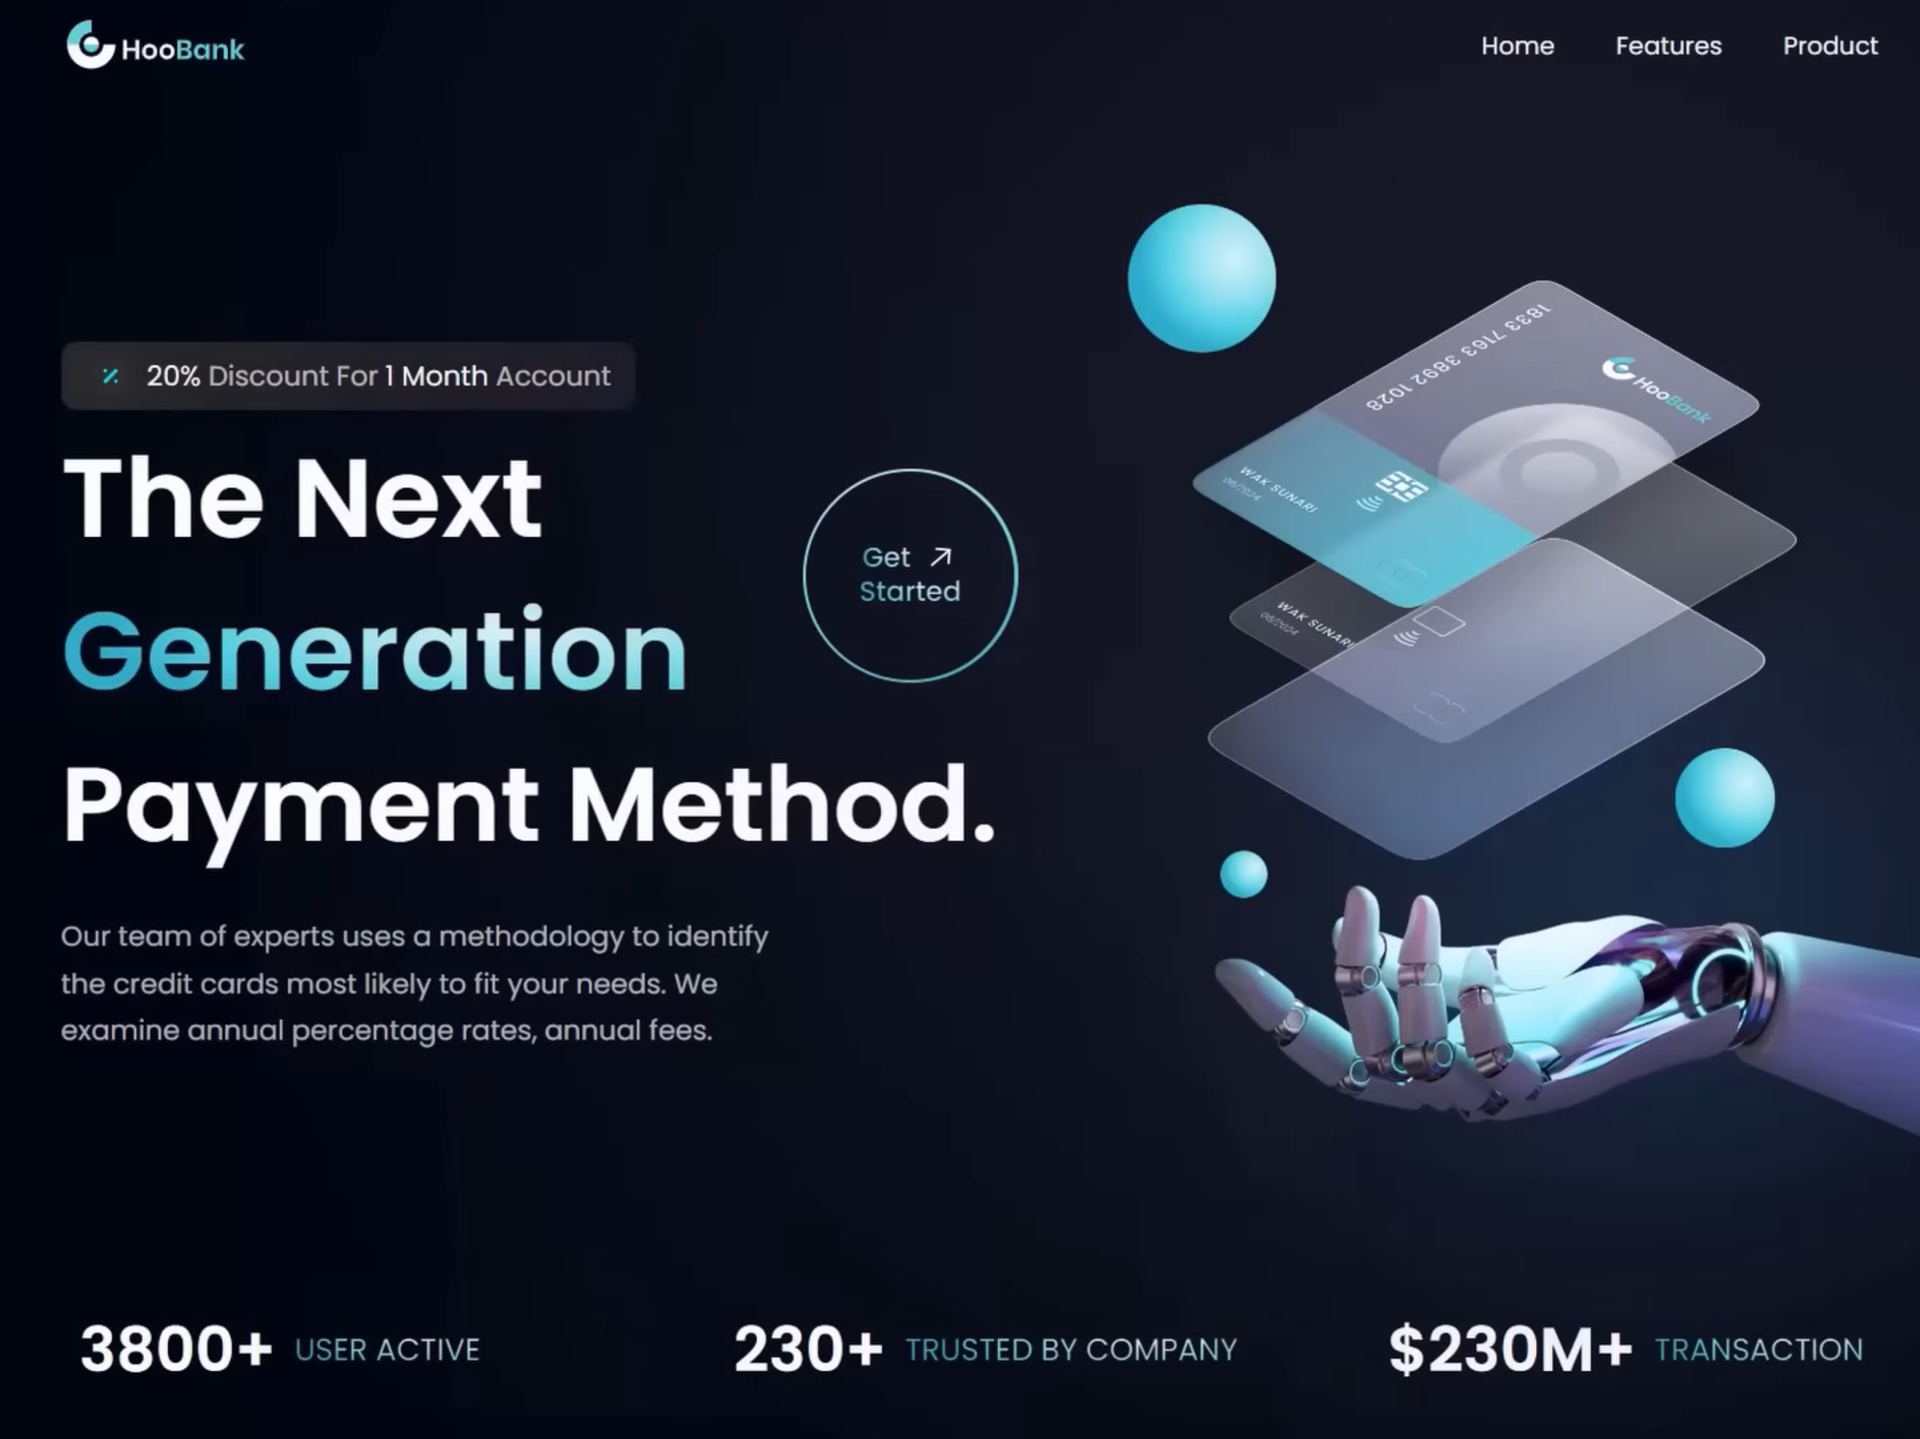 HooBank
Home
Features
Product
20% Discount For 1 Month Account
The Next
Generation
Payment Method.
Get
Started
Our team of experts uses a methodology to identify
the credit cards most likely to fit your needs. We
examine annual percentage rates, annual fees.
1833 7163 3892 1028
HooBank
WAK SUNARI
06/2024
WAK SUNARI
06/2024
3800+ USER ACTIVE
230+ TRUSTED BY COMPANY
$230M+ TRANSACTION